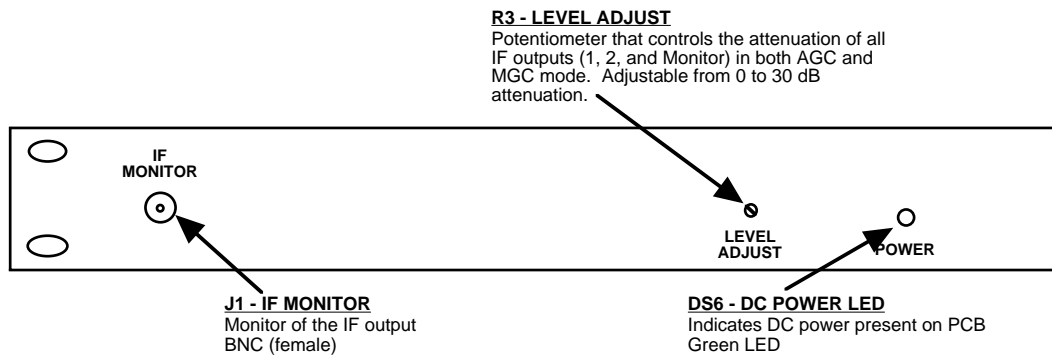 R3 - LEVEL ADJUST
Potentiometer that controls the attenuation of all
IF outputs (1, 2, and Monitor) in both AGC and
MGC mode. Adjustable from 0 to 30 dB
attenuation.
IF
MONITOR
LEVEL
ADJUST
POWER
J1 - IF MONITOR
Monitor of the IF output
BNC (female)
DS6 - DC POWER LED
Indicates DC power present on PCB
Green LED